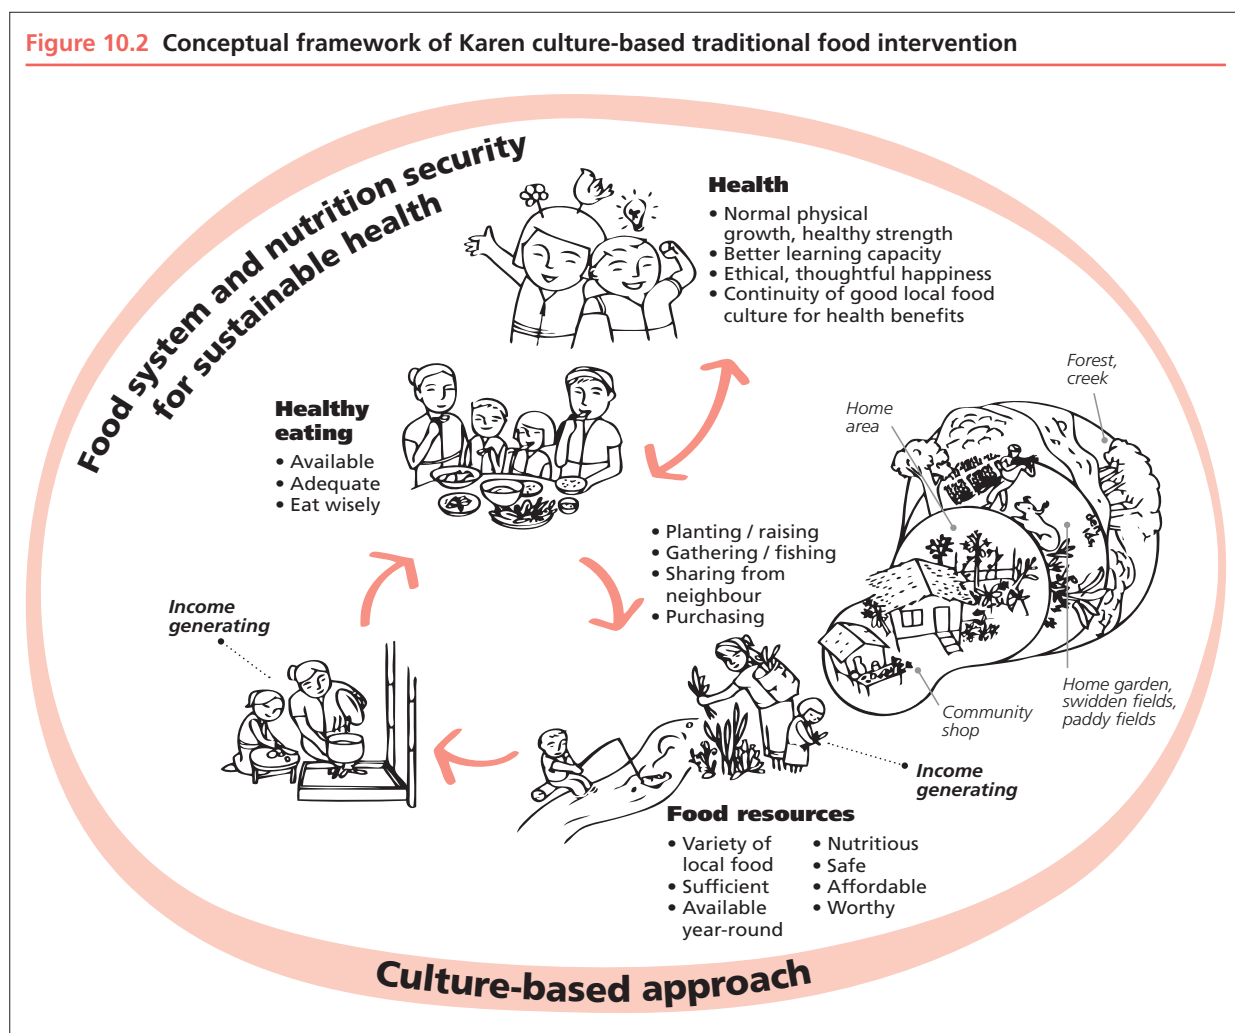 Figure 10.2 Conceptual framework of Karen culture-based traditional food intervention
Food system and nutrition security
for sustainable health
Health
• Normal physical
growth, healthy strength
• Better learning capacity
• Ethical, thoughtful happiness
• Continuity of good local food
culture for health benefits
Healthy
eating
• Available
• Adequate
• Eat wisely
Forest,
creek
Home
area
• Planting / raising
• Gathering / fishing
• Sharing from
neighbour
• Purchasing
Income
generating
Home garden,
swidden fields,
paddy fields
Community
shop
Income
generating
Food resources
• Variety of
local food
• Sufficient
• Available
year-round
• Nutritious
• Safe
• Affordable
• Worthy
Culture-based approach